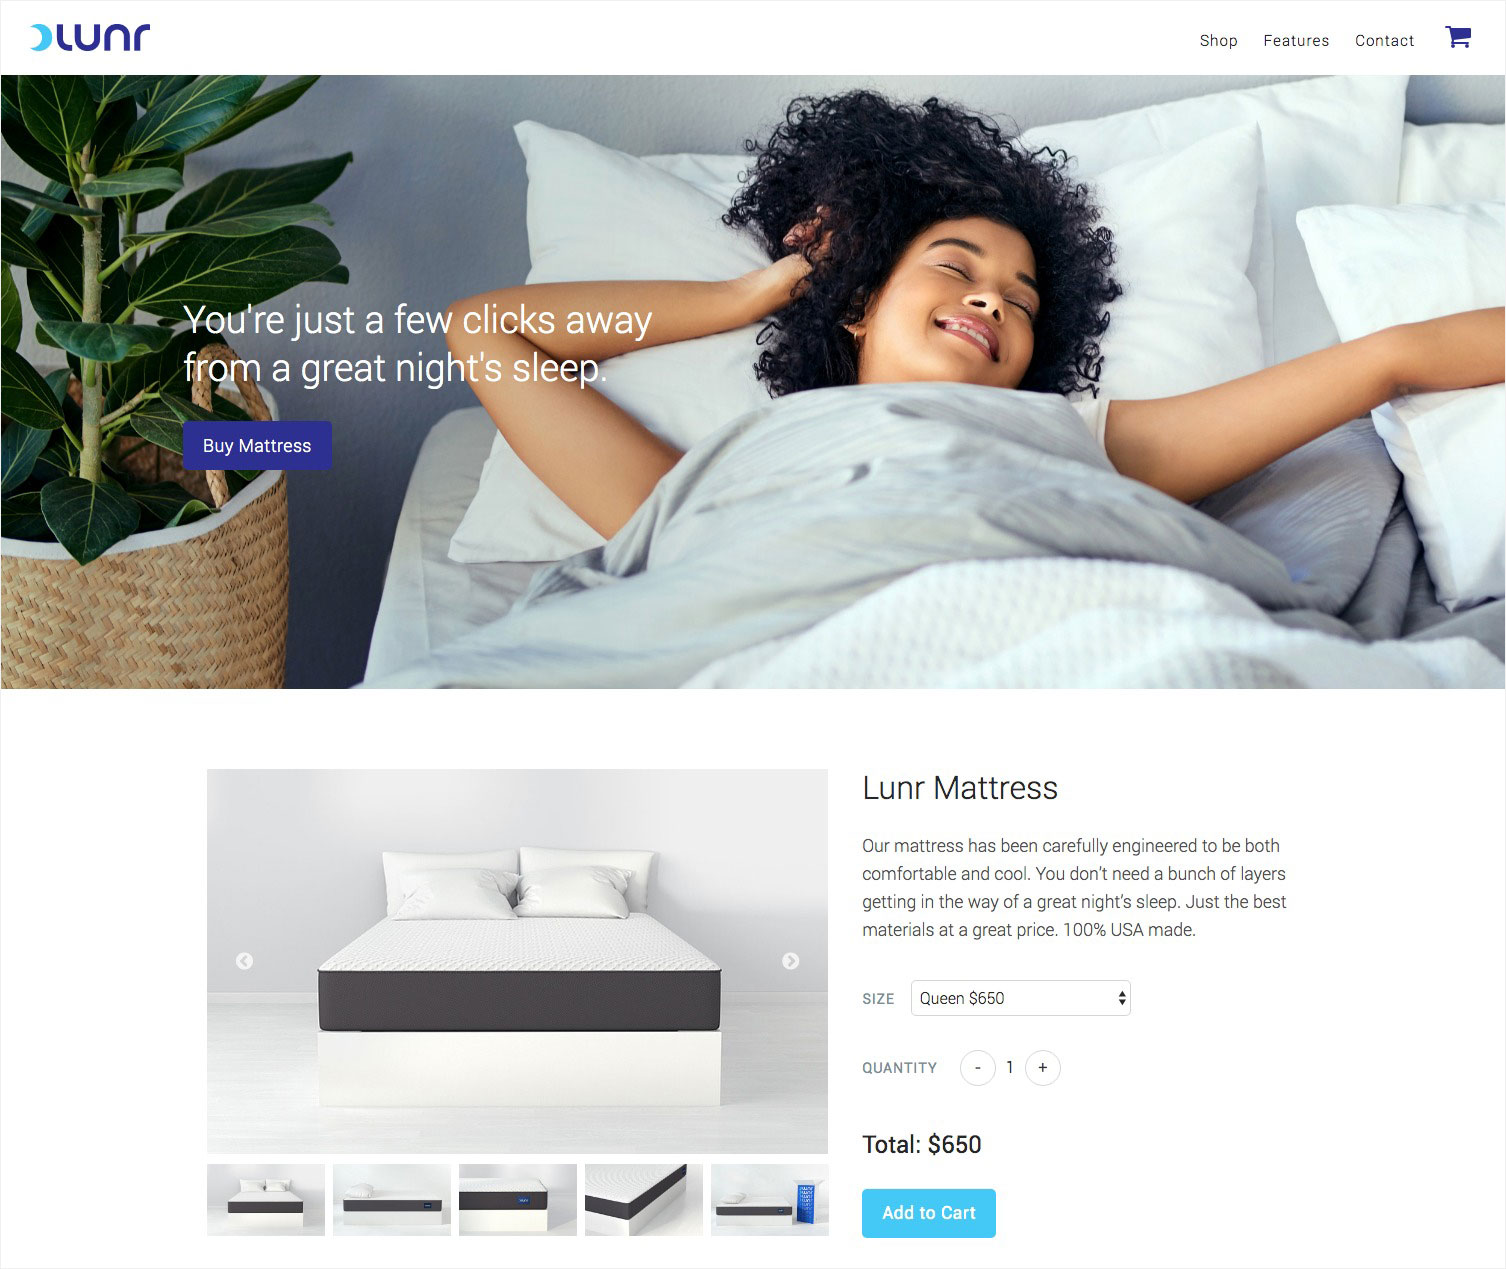 Lunr
Shop Features Contact
You're just a few clicks away
from a great night's sleep.
Buy Mattress
Lunr Mattress
Our mattress has been carefully engineered to be both
comfortable and cool. You don’t need a bunch of layers
getting in the way of a great night’s sleep. Just the best
materials at a great price. 100% USA made.
SIZE Queen $650
QUANTITY - 1 +
Total: $650
Add to Cart